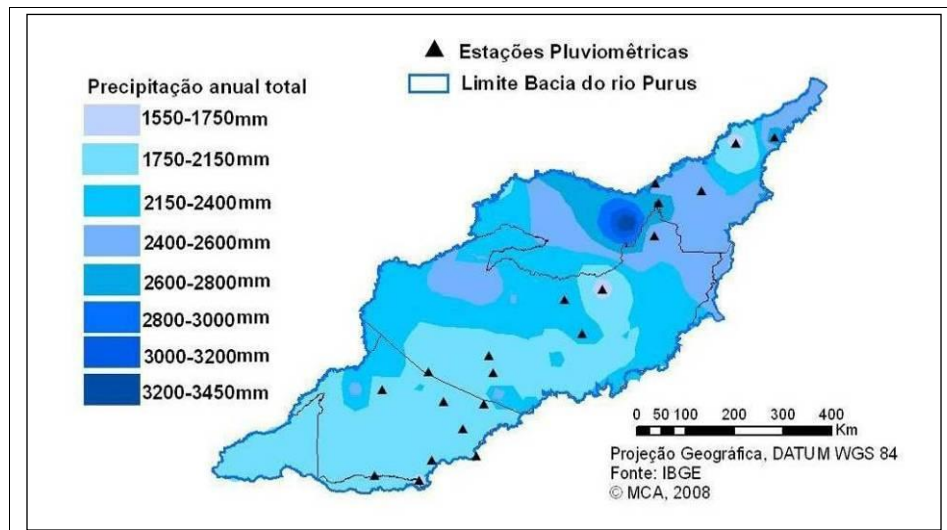 Estações Pluviométricas
Limite Bacia do rio Purus
Precipitação anual total
1550-1750mm
1750-2150mm
2150-2400mm
2400-2600mm
2600-2800mm
2800-3000mm
3000-3200mm
3200-3450mm
0 50 100 200 300 400
Km
Projeção Geográfica, DATUM WGS 84
Fonte: IBGE
© MCA, 2008